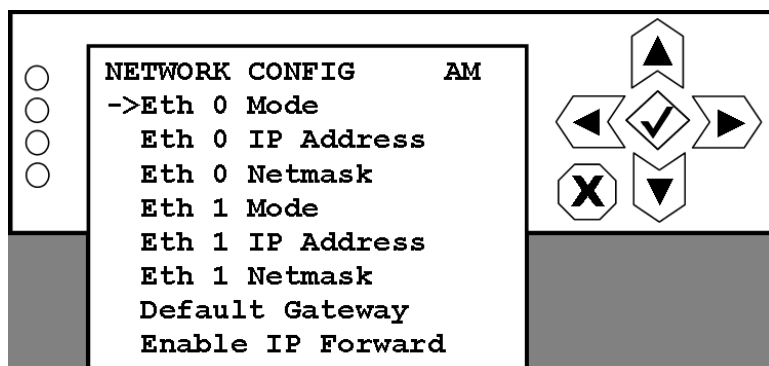 NETWORK CONFIG AM
->Eth 0 Mode
Eth 0 IP Address
Eth 0 Netmask
Eth 1 Mode
Eth 1 IP Address
Eth 1 Netmask
Default Gateway
Enable IP Forward
X